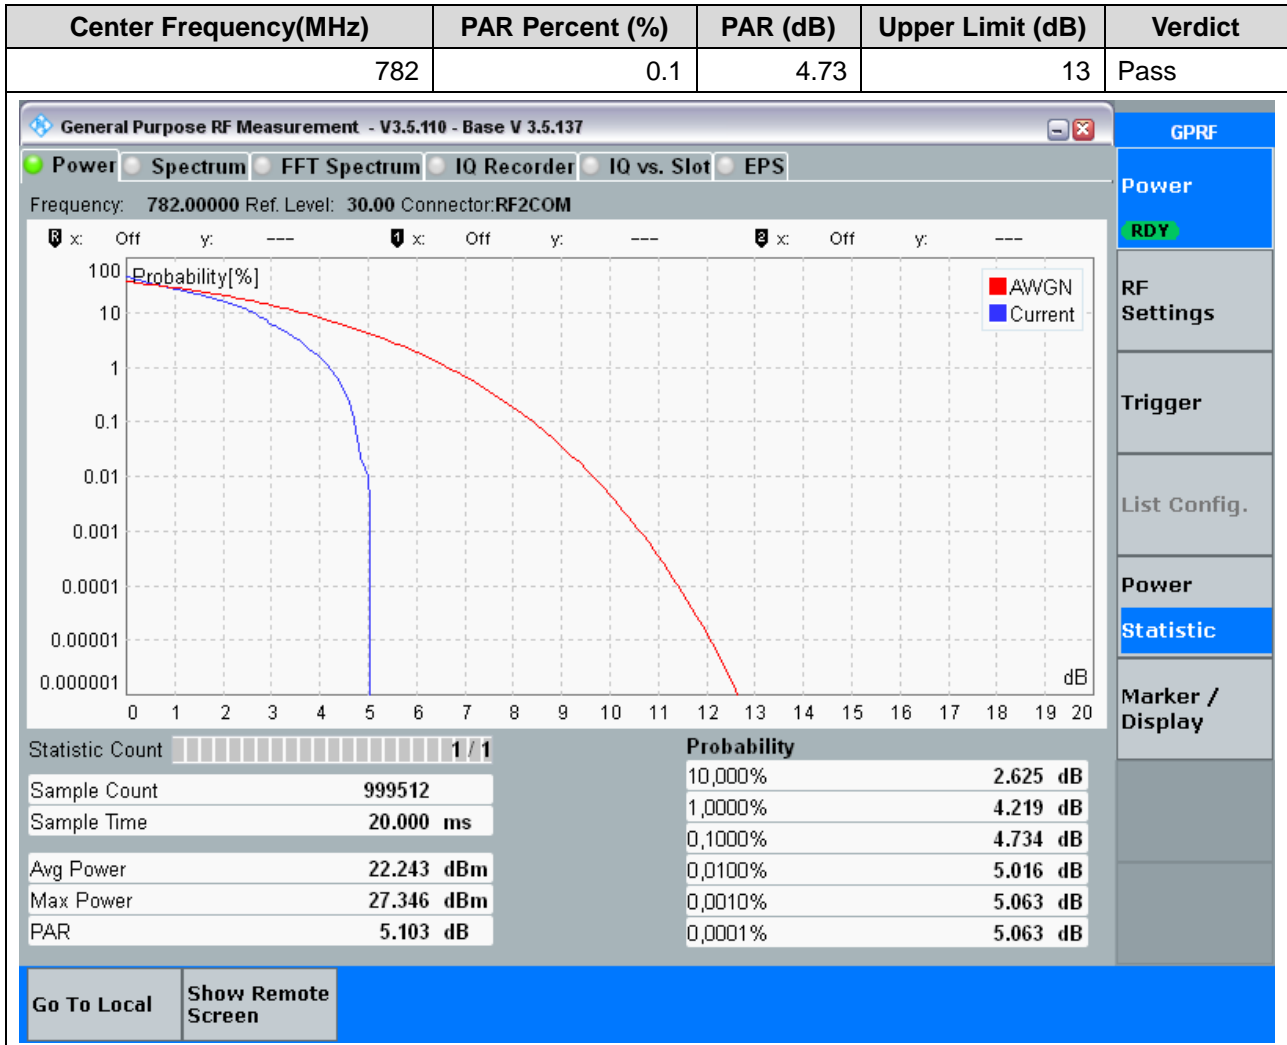 Center Frequency(MHz) PAR Percent (%) PAR (dB) Upper Limit (dB) Verdict
782 0.1 4.73 13 Pass
General Purpose RF Measurement - V3.5.110 - Base V 3.5.137
Power Spectrum FFT Spectrum IQ Recorder IQ vs. Slot EPS
Frequency: 782.00000 Ref. Level: 30.00 Connector:RF2COM
R x: Off y: --- 1 x: Off y: --- 2 x: Off y: ---
Probability[%]
AWGN
Current
100
10
1
0.1
0.01
0.001
0.0001
0.00001
0.000001
dB
0 1 2 3 4 5 6 7 8 9 10 11 12 13 14 15 16 17 18 19 20
Statistic Count 1 / 1
Sample Count 999512
Sample Time 20.000 ms
Avg Power 22.243 dBm
Max Power 27.346 dBm
PAR 5.103 dB
Probability
10,000% 2.625 dB
1,0000% 4.219 dB
0,1000% 4.734 dB
0,0100% 5.016 dB
0,0010% 5.063 dB
0,0001% 5.063 dB
GPRF
Power
RDY
RF
Settings
Trigger
List Config.
Power
Statistic
Marker /
Display
Go To Local
Show Remote
Screen